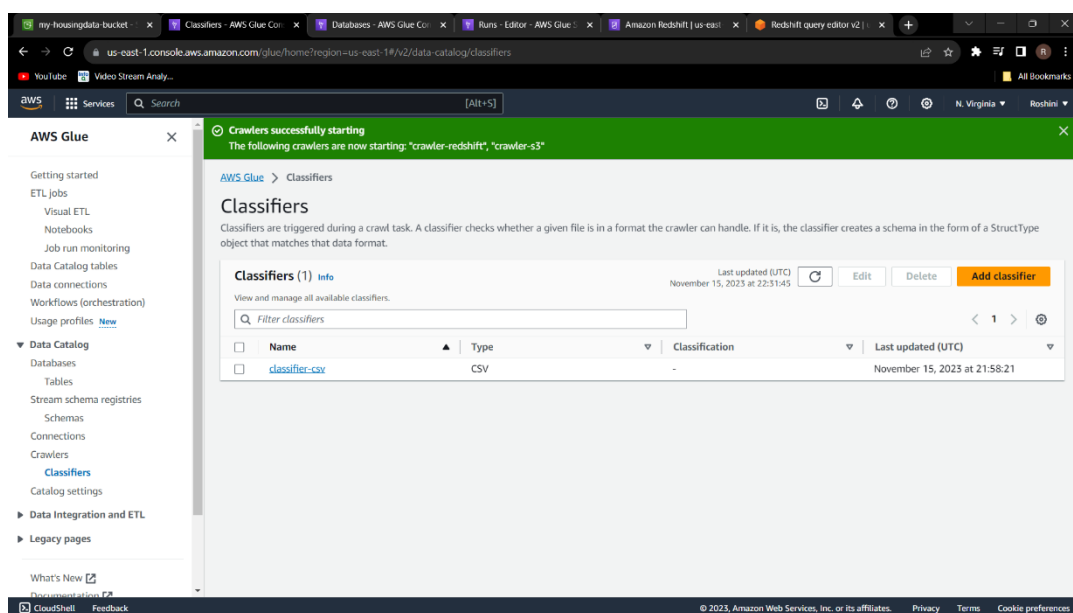 my-housingdata-bucket -
Classifiers - AWS Glue Con
Databases - AWS Glue Con
Runs - Editor - AWS Glue S
Amazon Redshift | us-east
Redshift query editor v2 |
us-east-1.console.aws.amazon.com/glue/home?region=us-east-1#/v2/data-catalog/classifiers
R
YouTube
Video Stream Analy...
All Bookmarks
aws
Services
Search
[Alt+S]
N. Virginia
Roshini
AWS Glue
Getting started
ETL jobs
Visual ETL
Notebooks
Job run monitoring
Data Catalog tables
Data connections
Workflows (orchestration)
Usage profiles New
Data Catalog
Databases
Tables
Stream schema registries
Schemas
Connections
Crawlers
Classifiers
Catalog settings
Data Integration and ETL
Legacy pages
What's New
Documentation
Crawlers successfully starting
The following crawlers are now starting: "crawler-redshift", "crawler-s3"
AWS Glue > Classifiers
Classifiers
Classifiers are triggered during a crawl task. A classifier checks whether a given file is in a format the crawler can handle. If it is, the classifier creates a schema in the form of a StructType
object that matches that data format.
Classifiers (1) Info
Last updated (UTC)
November 15, 2023 at 22:31:45
Edit
Delete
Add classifier
View and manage all available classifiers.
Filter classifiers
1
Name Type Classification Last updated (UTC)
classifier-csv CSV - November 15, 2023 at 21:58:21
CloudShell Feedback © 2023, Amazon Web Services, Inc. or its affiliates. Privacy Terms Cookie preferences